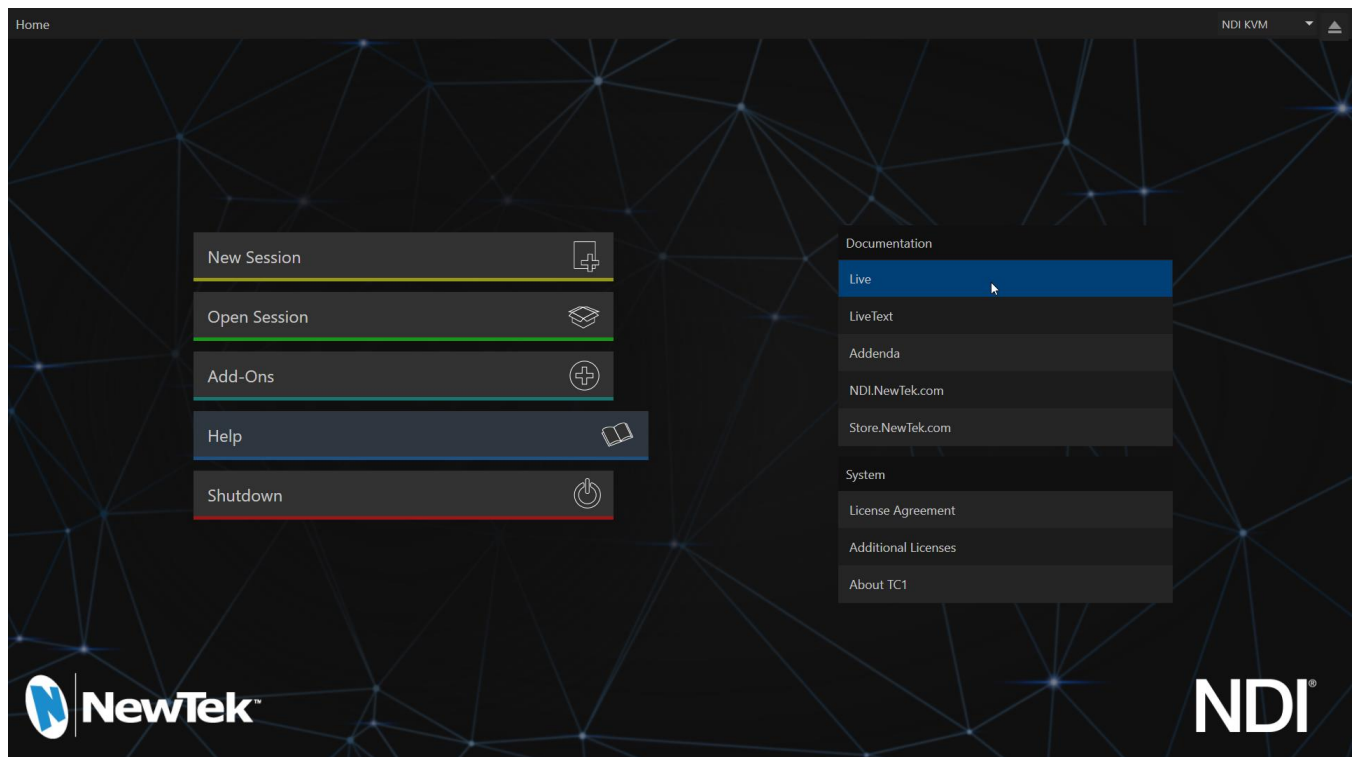 Home
NDI KVM
New Session
Open Session
Add-Ons
Help
Shutdown
Documentation
Live
LiveText
Addenda
NDI.NewTek.com
Store.NewTek.com
System
License Agreement
Additional Licenses
About TC1
NewTek™
NDI®